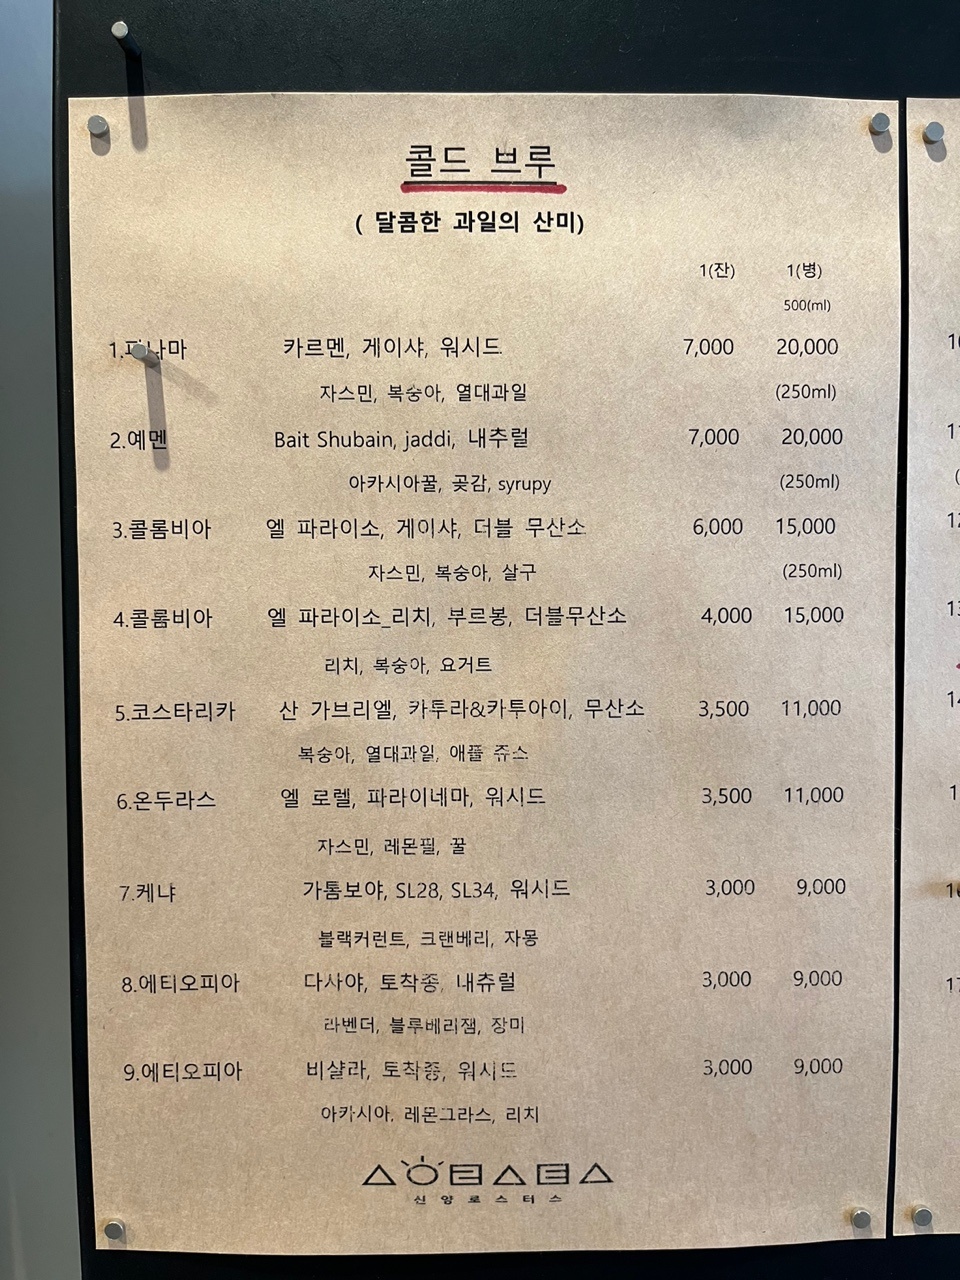 콜드 브루
( 달콤한 과일의 산미)
1(잔) 1(병)
500(ml)
1.파나마 카르멘, 게이샤, 워시드 7,000 20,000
자스민, 복숭아, 열대과일 (250ml)
2.예멘 Bait Shubain, jaddi, 내추럴 7,000 20,000
아카시아꿀, 곶감, syrupy (250ml)
3.콜롬비아 엘 파라이소, 게이샤, 더블 무산소 6,000 15,000
자스민, 복숭아, 살구 (250ml)
4.콜롬비아 엘 파라이소_리치, 부르봉, 더블무산소 4,000 15,000
리치, 복숭아, 요거트
5.코스타리카 산 가브리엘, 카투라&카투아이, 무산소 3,500 11,000
복숭아, 열대과일, 애플 쥬스
6.온두라스 엘 로렐, 파라이네마, 워시드 3,500 11,000
자스민, 레몬필, 꿀
7.케냐 가톰보야, SL28, SL34, 워시드 3,000 9,000
블랙커런트, 크랜베리, 자몽
8.에티오피아 다사야, 토착종, 내츄럴 3,000 9,000
라벤더, 블루베리잼, 장미
9.에티오피아 비샬라, 토착종, 워시드 3,000 9,000
아카시아, 레몬그라스, 리치
신양로스터스